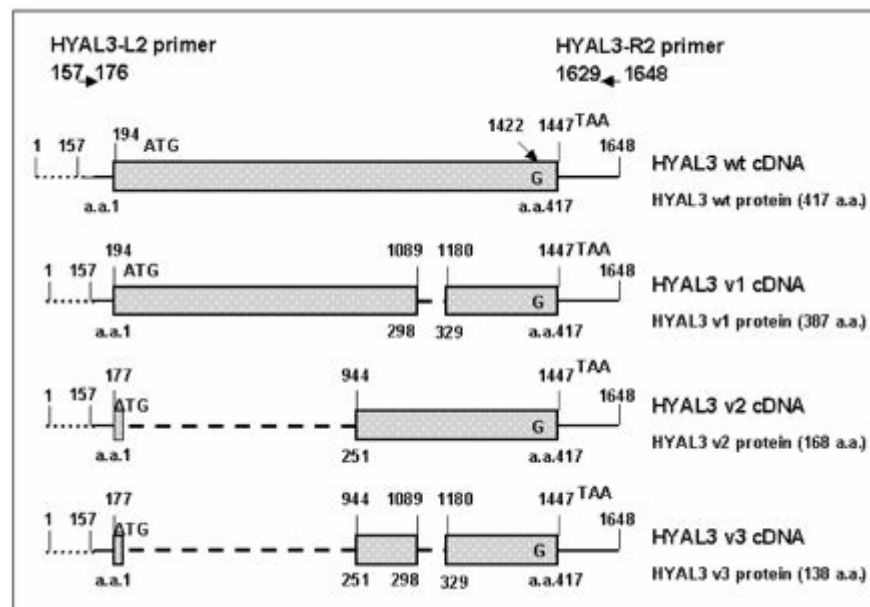 HYAL3-L2 primer HYAL3-R2 primer
157 176 1629 1648
1 157 194 ATG 1422 1447 TAA 1648
G
HYAL3 wt cDNA
a.a.1 a.a.417 HYAL3 wt protein (417 a.a.)
194 1089 1180 1447 TAA
1 157 ATG 1648
G
HYAL3 v1 cDNA
a.a.1 298 329 a.a.417 HYAL3 v1 protein (387 a.a.)
177 944 1447 TAA
1 157 ATG 1648
G
HYAL3 v2 cDNA
a.a.1 251 a.a.417 HYAL3 v2 protein (168 a.a.)
177 944 1089 1180 1447 TAA
1 157 ATG 1648
G
HYAL3 v3 cDNA
a.a.1 251 298 329 a.a.417 HYAL3 v3 protein (138 a.a.)